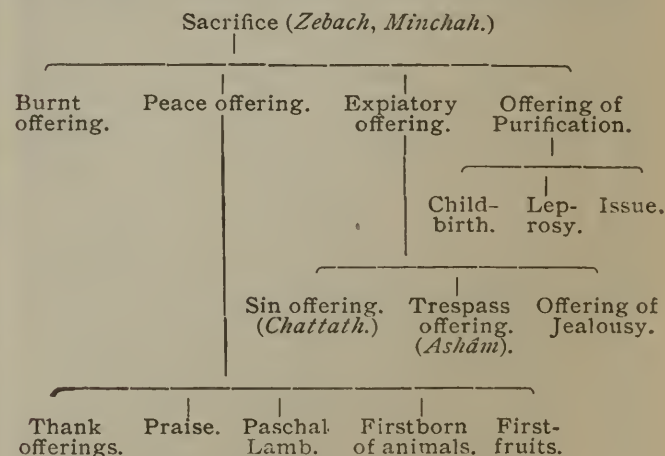 Sacrifice (Zebach, Minchah.)
Burnt Peace offering. Expiatory Offering of
offering. offering. Purification.
Child- Lep- Issue.
birth. rosy.
Sin offering. Trespass Offering of
(Chattath.) offering. Jealousy.
(Ashâm).
Thank Praise. Paschal Firstborn First-
offerings. Lamb. of animals. fruits.